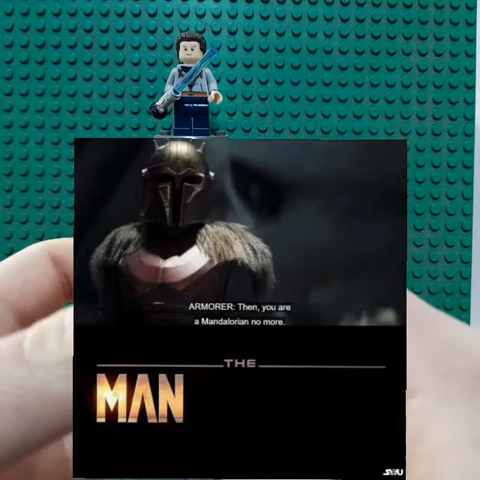 ARMORER: Then, you are
a Mandalorian no more.
THE
MAN